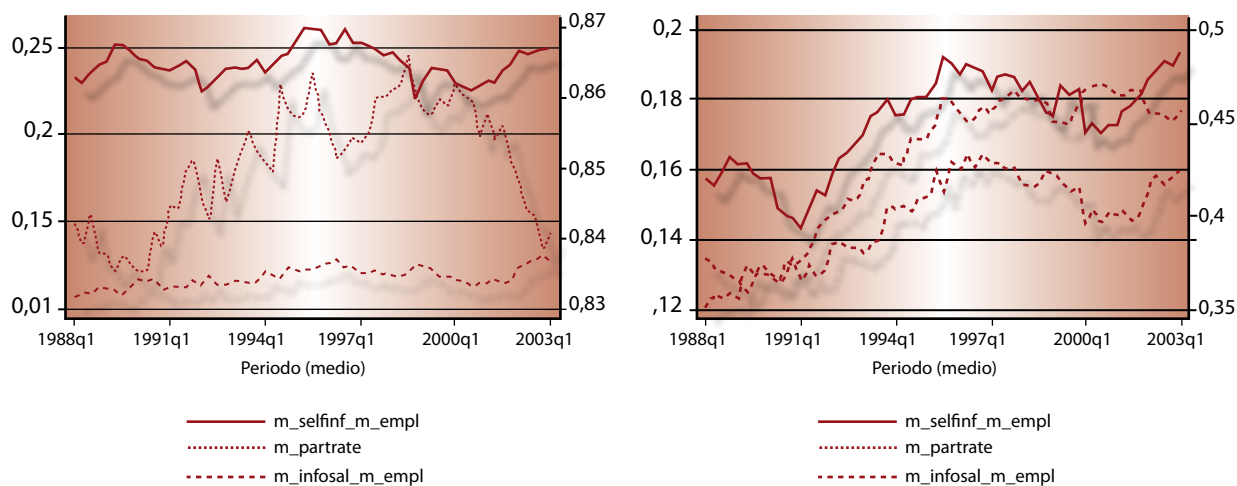 0,25
0,2
0,15
0,01
0,87
0,86
0,85
0,84
0,83
1988q1 1991q1 1994q1 1997q1 2000q1 2003q1
Periodo (medio)
m_selfinf_m_empl
m_partrate
m_infosal_m_empl
0,2
0,18
0,16
0,14
,12
0,5
0,45
0,4
0,35
1988q1 1991q1 1994q1 1997q1 2000q1 2003q1
Periodo (medio)
m_selfinf_m_empl
m_partrate
m_infosal_m_empl